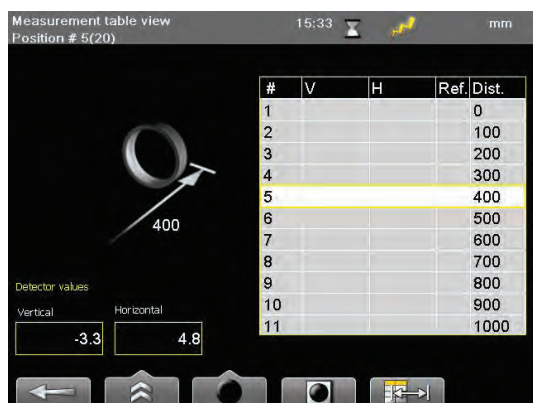 Measurement table view
15:33
mm
Position # 5(20)
# V H Ref. Dist.
1 0
2 100
3 200
4 300
5 400
6 500
7 600
8 700
9 800
10 900
11 1000
400
Detector values
Vertical Horizontal
-3.3 4.8